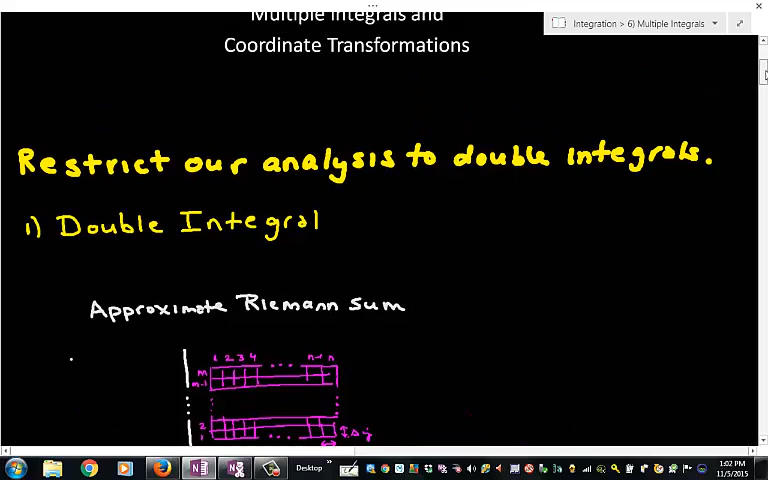 Multiple Integrals and
Integration > 6) Multiple Integrals
Coordinate Transformations
Restrict our analysis to double integrals.
1) Double Integral
Approximate Riemann sum
1 2 3 4 ... n-1 n
m
m-1
2
1
Δy
Desktop »
1:02 PM
11/5/2015